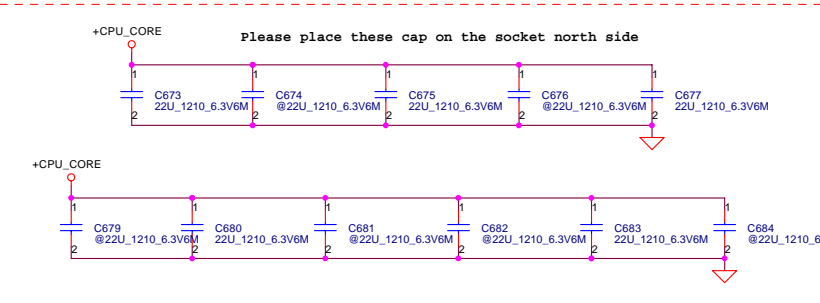 +CPU_CORE
Please place these cap on the socket north side
1 1 1 1 1
C673 C674 C675 C676 C677
22U_1210_6.3V6M @22U_1210_6.3V6M 22U_1210_6.3V6M @22U_1210_6.3V6M 22U_1210_6.3V6M
2 2 2 2 2
+CPU_CORE
1 1 1 1 1 1
C679 C680 C681 C682 C683 C684
@22U_1210_6.3V6M 22U_1210_6.3V6M @22U_1210_6.3V6M @22U_1210_6.3V6M 22U_1210_6.3V6M @22U_1210_6
2 2 2 2 2 2